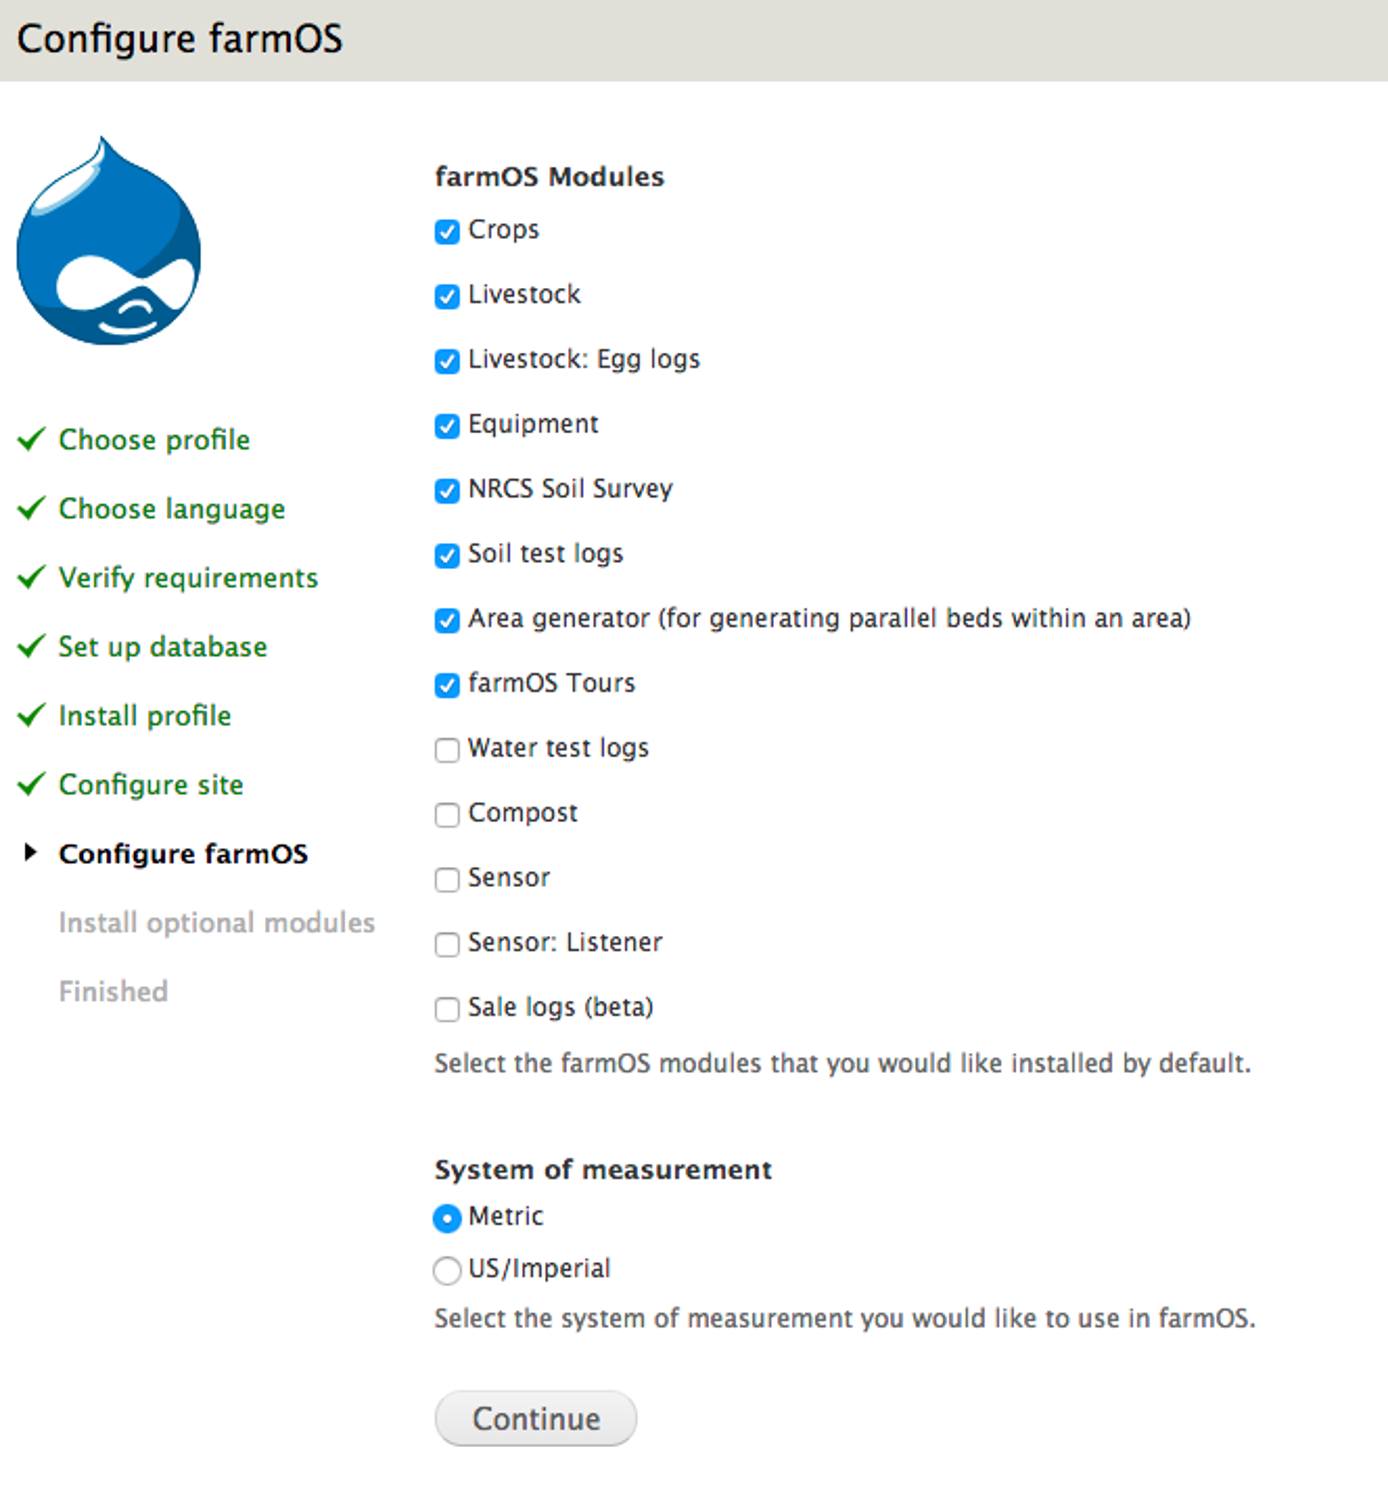 Configure farmOS
Choose profile
Choose language
Verify requirements
Set up database
Install profile
Configure site
Configure farmOS
Install optional modules
Finished
farmOS Modules
Crops
Livestock
Livestock: Egg logs
Equipment
NRCS Soil Survey
Soil test logs
Area generator (for generating parallel beds within an area)
farmOS Tours
Water test logs
Compost
Sensor
Sensor: Listener
Sale logs (beta)
Select the farmOS modules that you would like installed by default.
System of measurement
Metric
US/Imperial
Select the system of measurement you would like to use in farmOS.
Continue